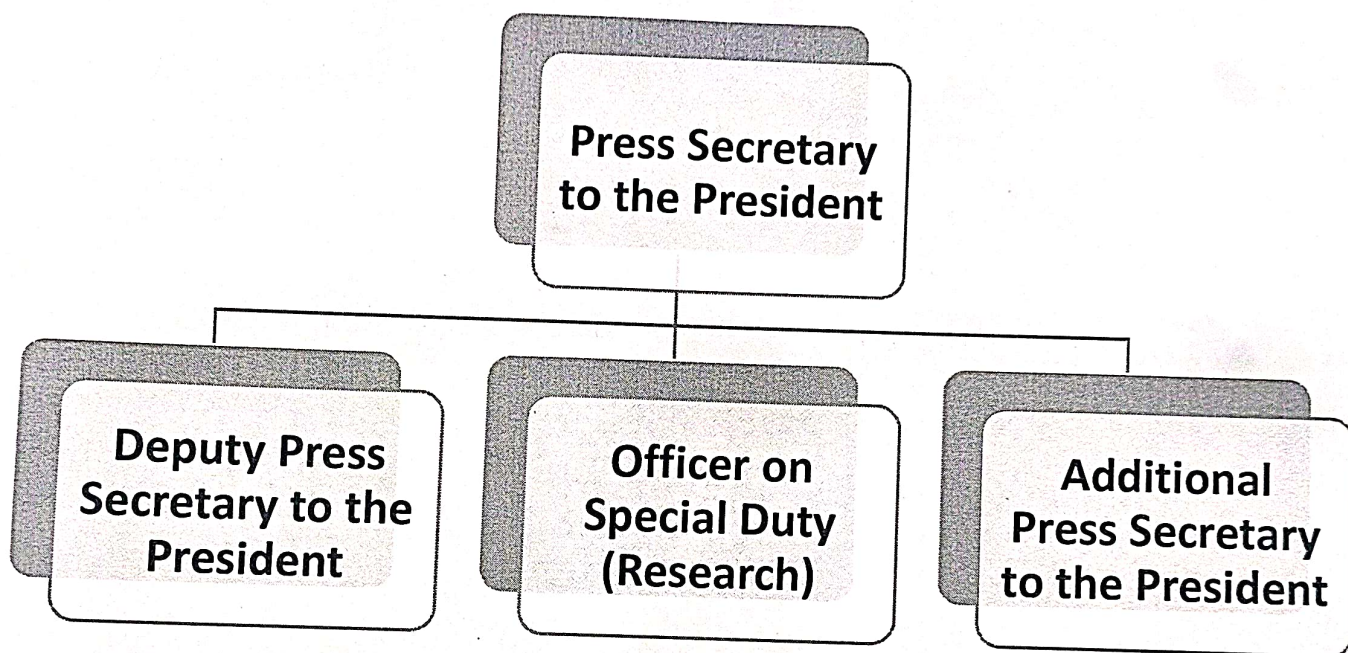 Press Secretary
to the President
Deputy Press
Secretary to the
President
Officer on
Special Duty
(Research)
Additional
Press Secretary
to the President